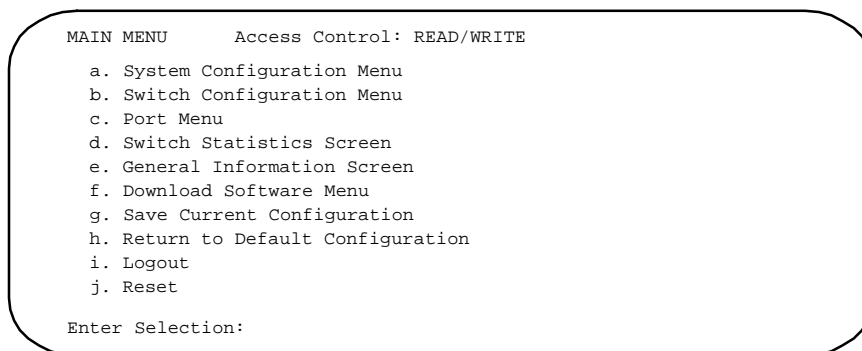 MAIN MENU Access Control: READ/WRITE
a. System Configuration Menu
b. Switch Configuration Menu
c. Port Menu
d. Switch Statistics Screen
e. General Information Screen
f. Download Software Menu
g. Save Current Configuration
h. Return to Default Configuration
i. Logout
j. Reset
Enter Selection: